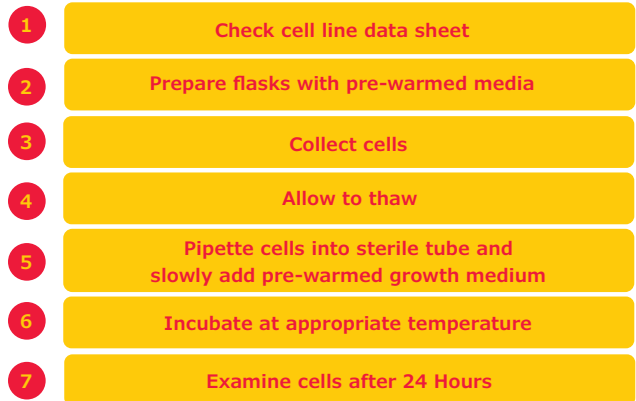 1 Check cell line data sheet
2 Prepare flasks with pre-warmed media
3 Collect cells
4 Allow to thaw
5 Pipette cells into sterile tube and
slowly add pre-warmed growth medium
6 Incubate at appropriate temperature
7 Examine cells after 24 Hours